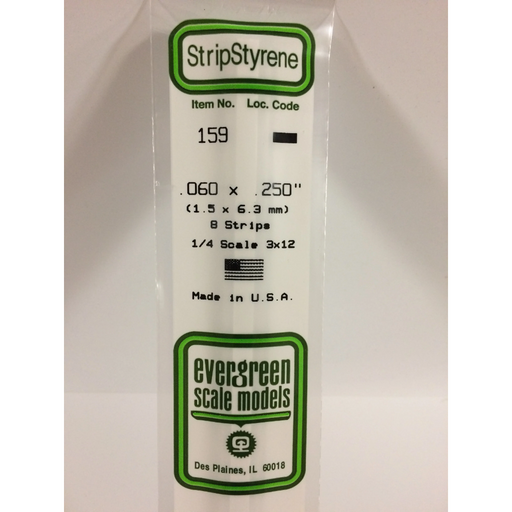 StripStyrene
Item No. Loc. Code
159
.060 x .250"
(1.5 x 6.3 mm)
8 Strips
1/4 Scale 3x12
Made in U.S.A.
evergreen
scale models
Des Plaines, IL 60018